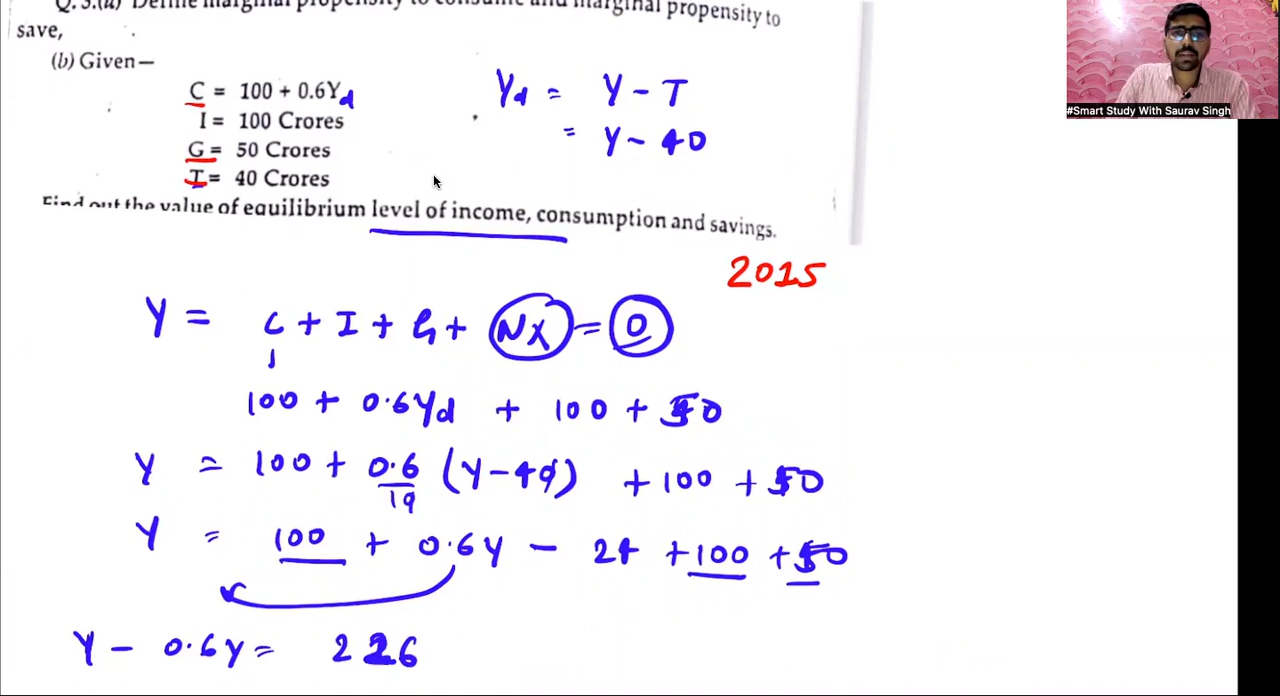 Q. 3.(a) Define marginal propensity to consume and marginal propensity to
save,
(b) Given—
C = 100 + 0.6Yd
I = 100 Crores
G = 50 Crores
T = 40 Crores
Find out the value of equilibrium level of income, consumption and savings.
Yd = Y - T
= Y - 40
#Smart Study With Saurav Singh
2015
Y = C + I + G + NX = 0
100 + 0.6Yd + 100 + 50
Y = 100 + 0.6/10 (Y - 40) + 100 + 50
Y = 100 + 0.6Y - 24 + 100 + 50
Y - 0.6Y = 226